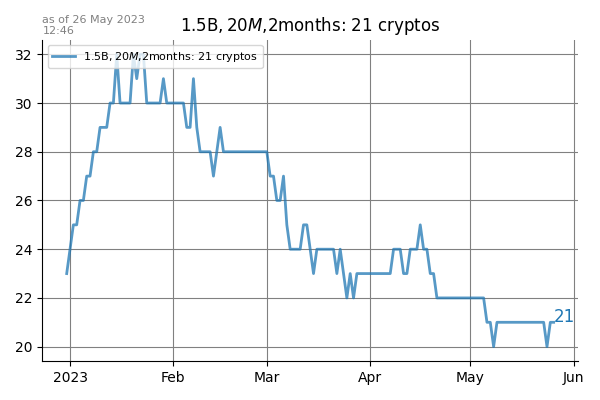 as of 26 May 2023
12:46
1.5B, 20M,2months: 21 cryptos
1.5B, 20M,2months: 21 cryptos
32
30
28
26
24
22
20
21
2023
Feb
Mar
Apr
May
Jun